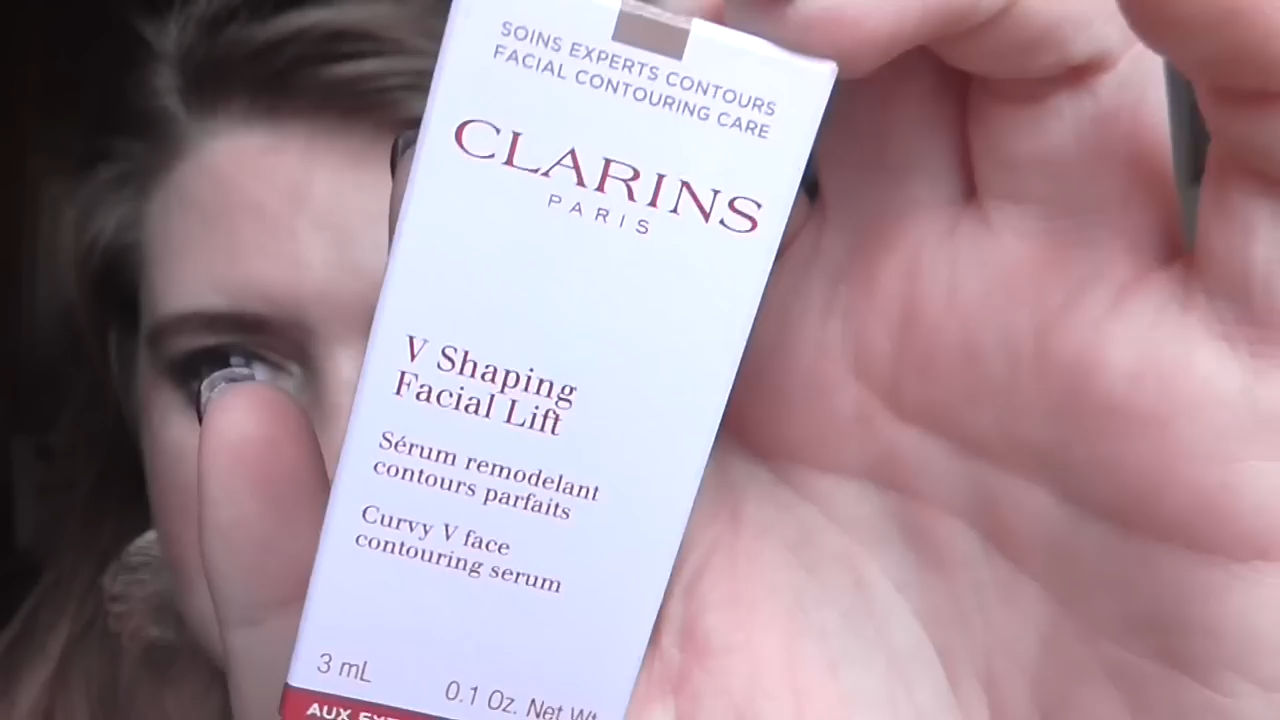 SOINS EXPERTS CONTOURS
FACIAL CONTOURING CARE
CLARINS
PARIS
V Shaping
Facial Lift
Sérum remodelant
contours parfaits
Curvy V face
contouring serum
3 mL
0.1 Oz. Net Wt
AUX